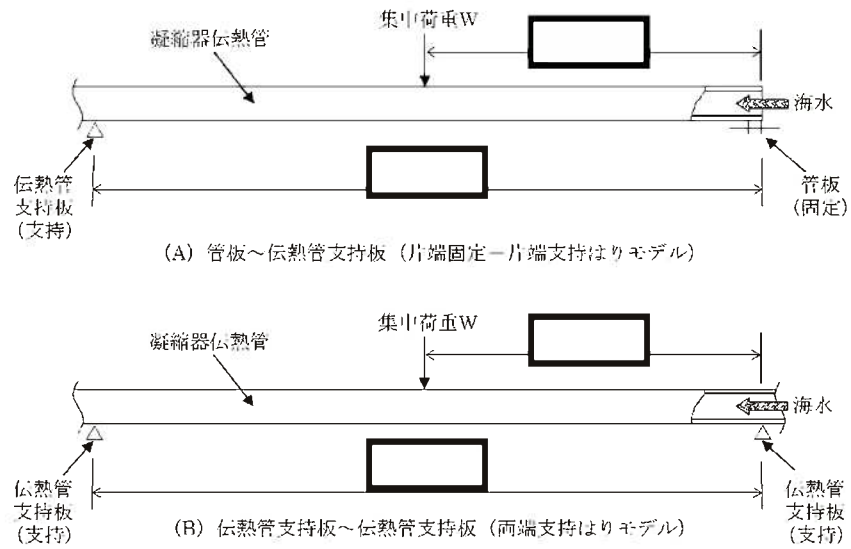 集中荷重W
凝縮器伝熱管
海水
伝熱管
支持板
(支持)
管板
(固定)
(A) 管板~伝熱管支持板（片端固定－片端支持はりモデル）
集中荷重W
凝縮器伝熱管
海水
伝熱管
支持板
(支持)
伝熱管
支持板
(支持)
(B) 伝熱管支持板~伝熱管支持板（両端支持はりモデル）